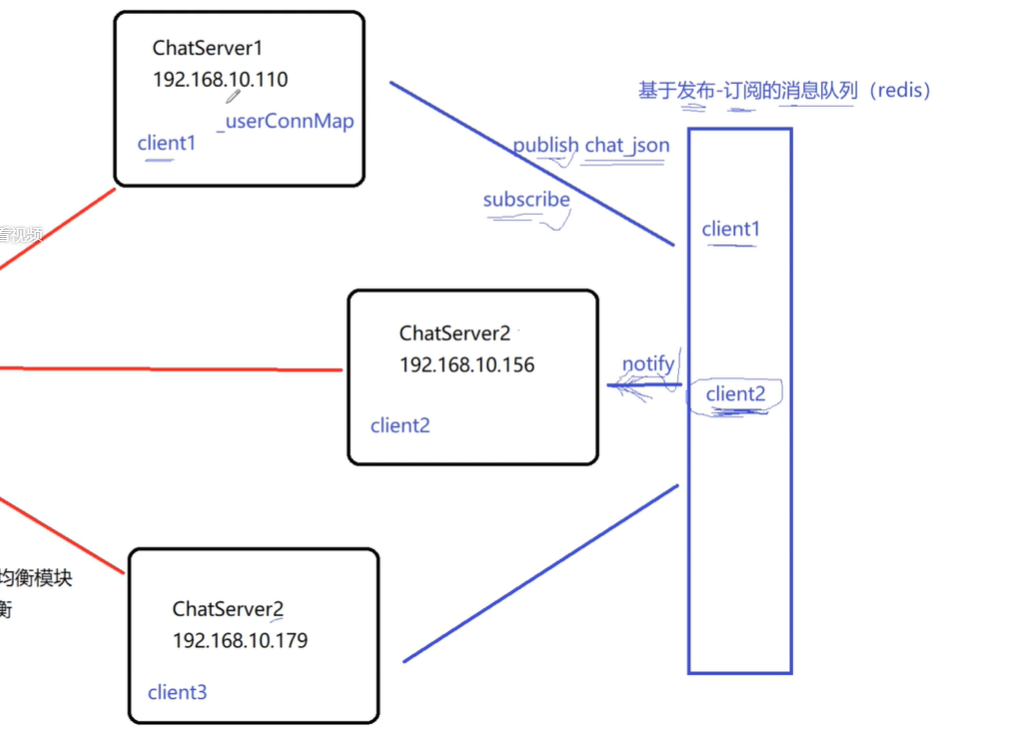 ChatServer1
192.168.10.110
_userConnMap
client1
基于发布-订阅的消息队列（redis）
publish chat_json
subscribe
client1
看视频
ChatServer2
192.168.10.156
client2
notify
client2
均衡模块
衡
ChatServer2
192.168.10.179
client3